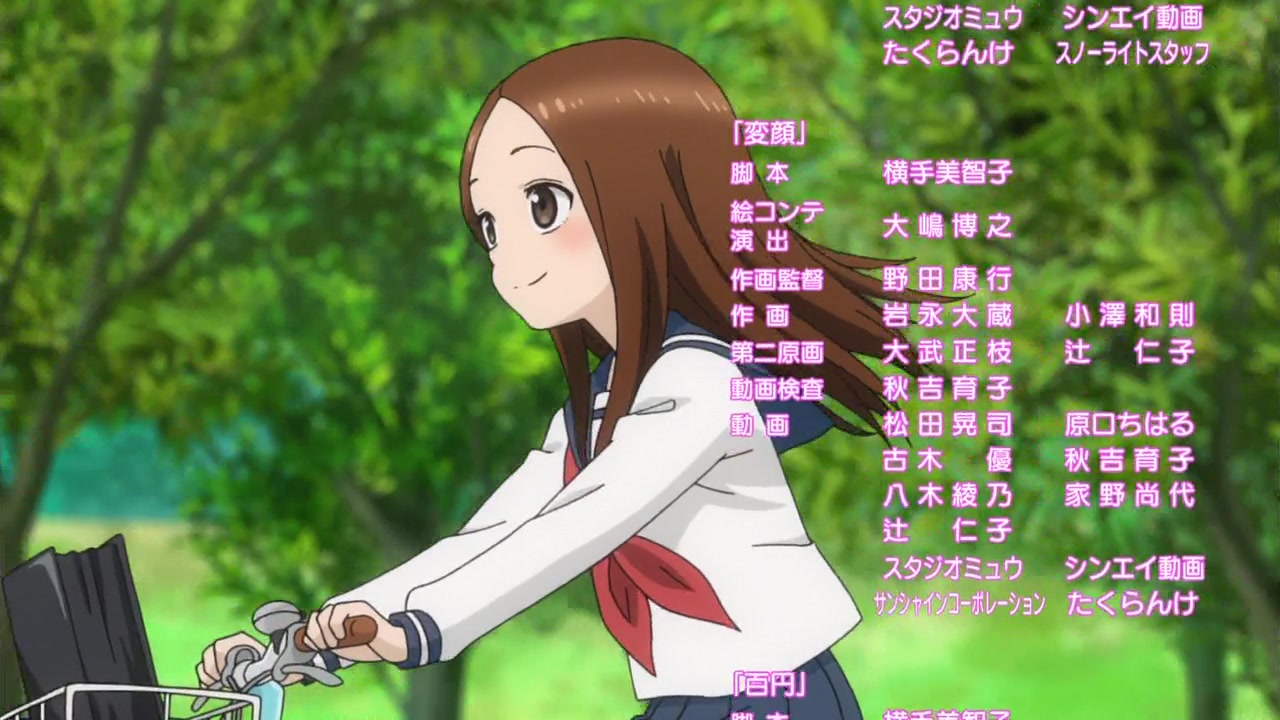 スタジオミュウ シンエイ動画
たくらんけ スノーライトスタッフ
「変顔」
脚本 横手美智子
絵コンテ
演出 大嶋博之
作画監督 野田康行
作画 岩永大蔵 小澤和則
第二原画 大武正枝 辻仁子
動画検査 秋吉育子
動画 松田晃司 原口ちはる
古木優 秋吉育子
八木綾乃 家野尚代
辻仁子
スタジオミュウ シンエイ動画
サンシャインコーポレーション たくらんけ
「百円」
脚本 横手美智子